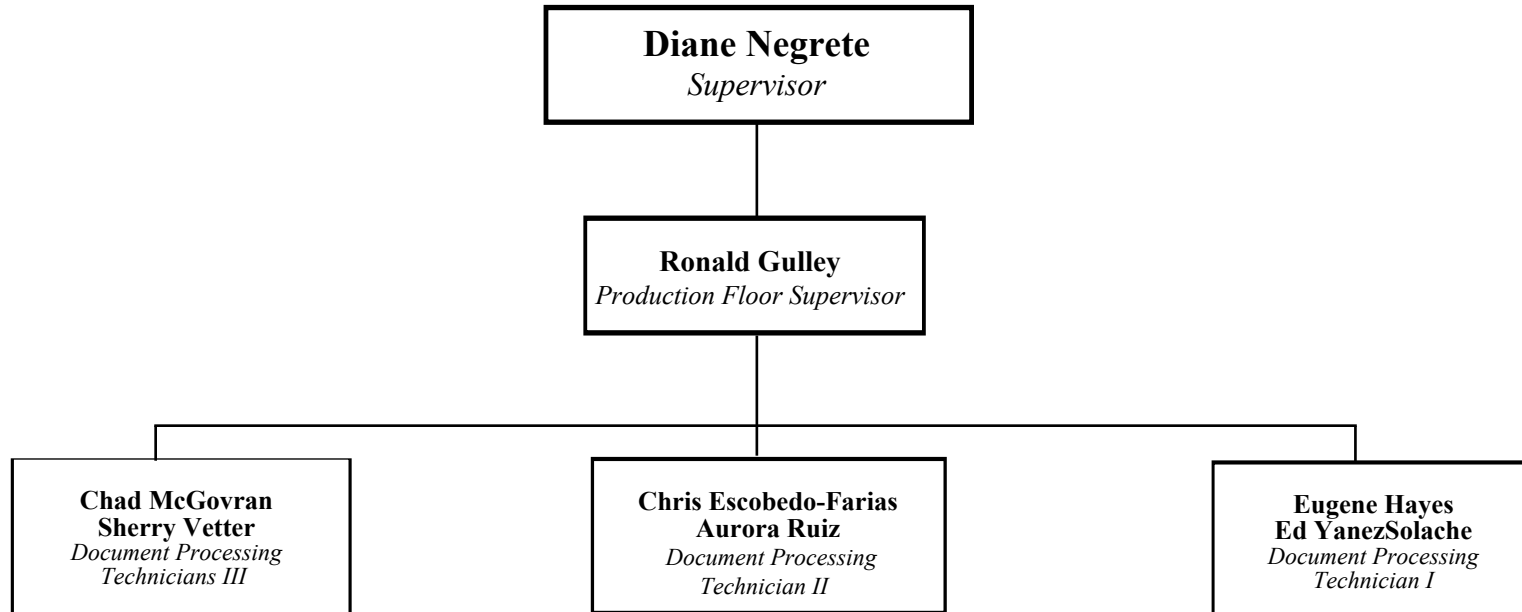 Diane Negrete
Supervisor
Ronald Gulley
Production Floor Supervisor
Chad McGovran
Sherry Vetter
Document Processing
Technicians III
Chris Escobedo-Farias
Aurora Ruiz
Document Processing
Technician II
Eugene Hayes
Ed YanezSolache
Document Processing
Technician I